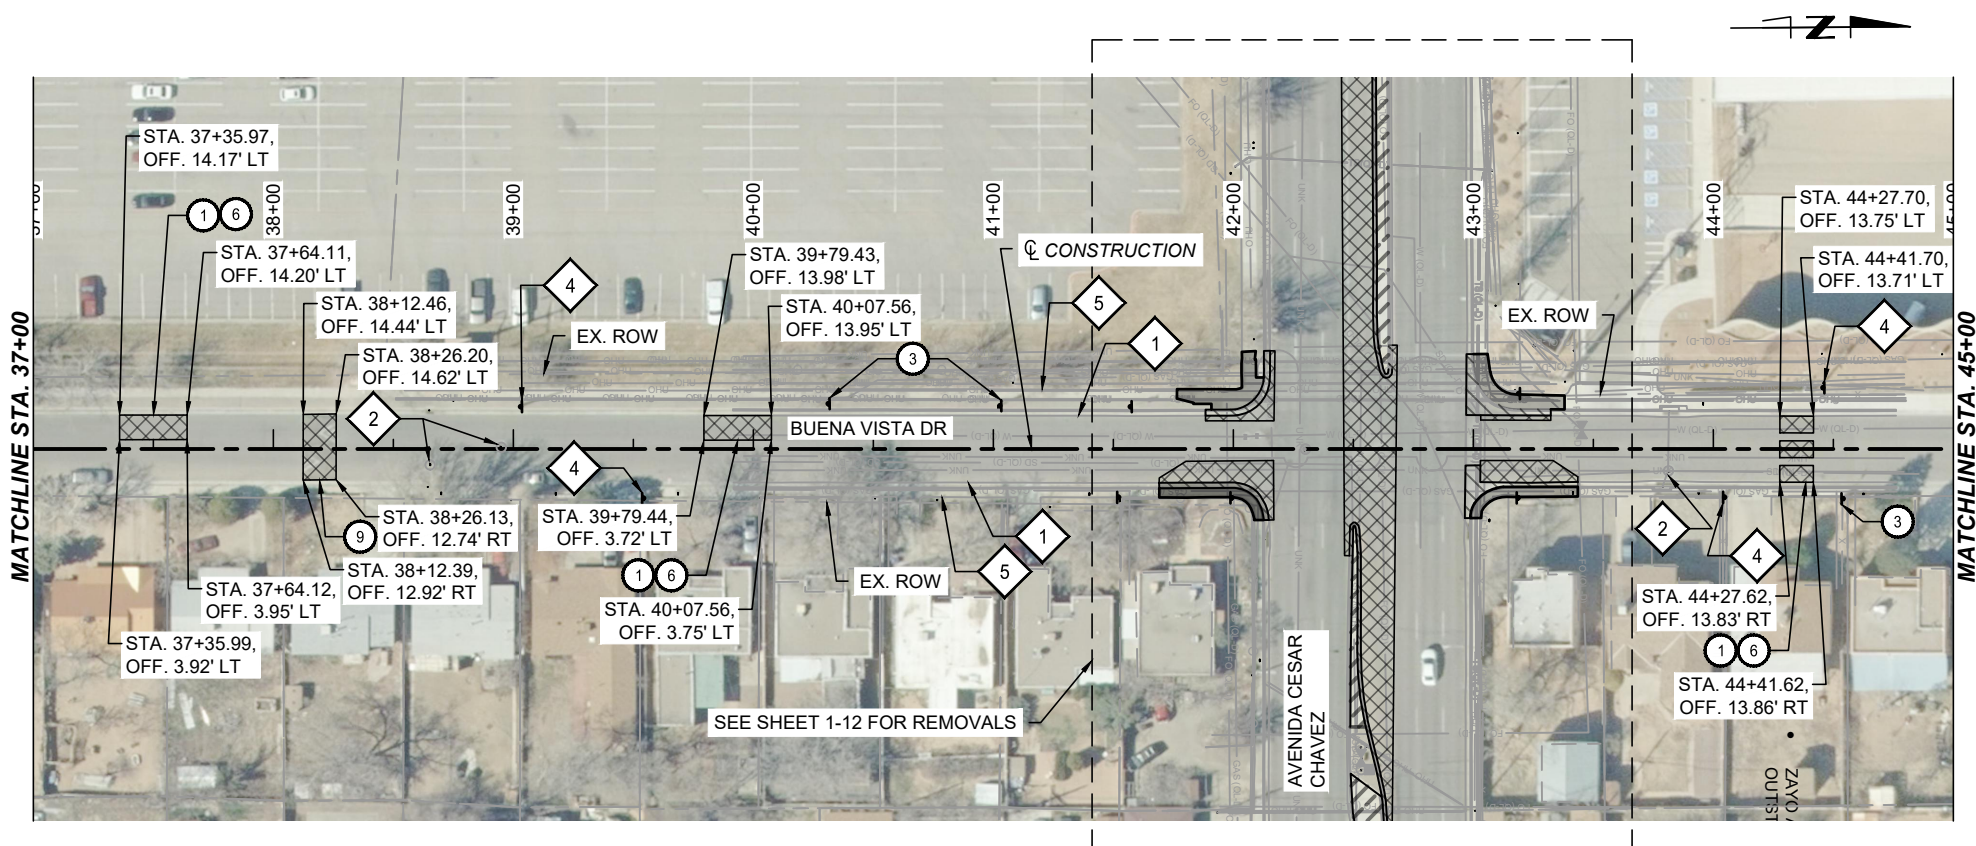 N
STA. 37+35.97,
OFF. 14.17' LT
1
6
STA. 37+64.11,
OFF. 14.20' LT
38+00
STA. 38+12.46,
OFF. 14.44' LT
STA. 38+26.20,
OFF. 14.62' LT
2
39+00
4
EX. ROW
40+00
STA. 39+79.43,
OFF. 13.98' LT
STA. 40+07.56,
OFF. 13.95' LT
3
41+00
℄ CONSTRUCTION
5
1
42+00
43+00
EX. ROW
44+00
STA. 44+27.70,
OFF. 13.75' LT
STA. 44+41.70,
OFF. 13.71' LT
4
MATCHLINE STA. 37+00
MATCHLINE STA. 45+00
BUENA VISTA DR
4
STA. 38+26.13,
OFF. 12.74' RT
9
STA. 38+12.39,
OFF. 12.92' RT
STA. 37+64.12,
OFF. 3.95' LT
STA. 37+35.99,
OFF. 3.92' LT
STA. 39+79.44,
OFF. 3.72' LT
1
6
STA. 40+07.56,
OFF. 3.75' LT
EX. ROW
5
1
SEE SHEET 1-12 FOR REMOVALS
AVENIDA CESAR
CHAVEZ
2
4
3
STA. 44+27.62,
OFF. 13.83' RT
1
6
STA. 44+41.62,
OFF. 13.86' RT
ZAYO